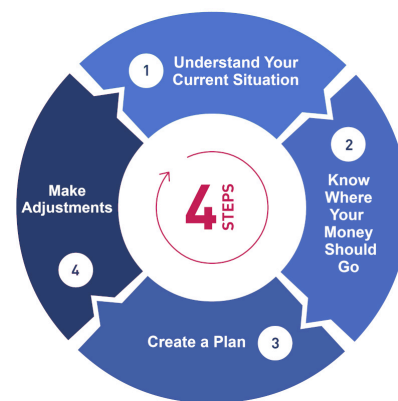 1
Understand Your
Current Situation
2
Know
Where
Your
Money
Should
Go
3
Create a Plan
4
Make
Adjustments
4
STEPS